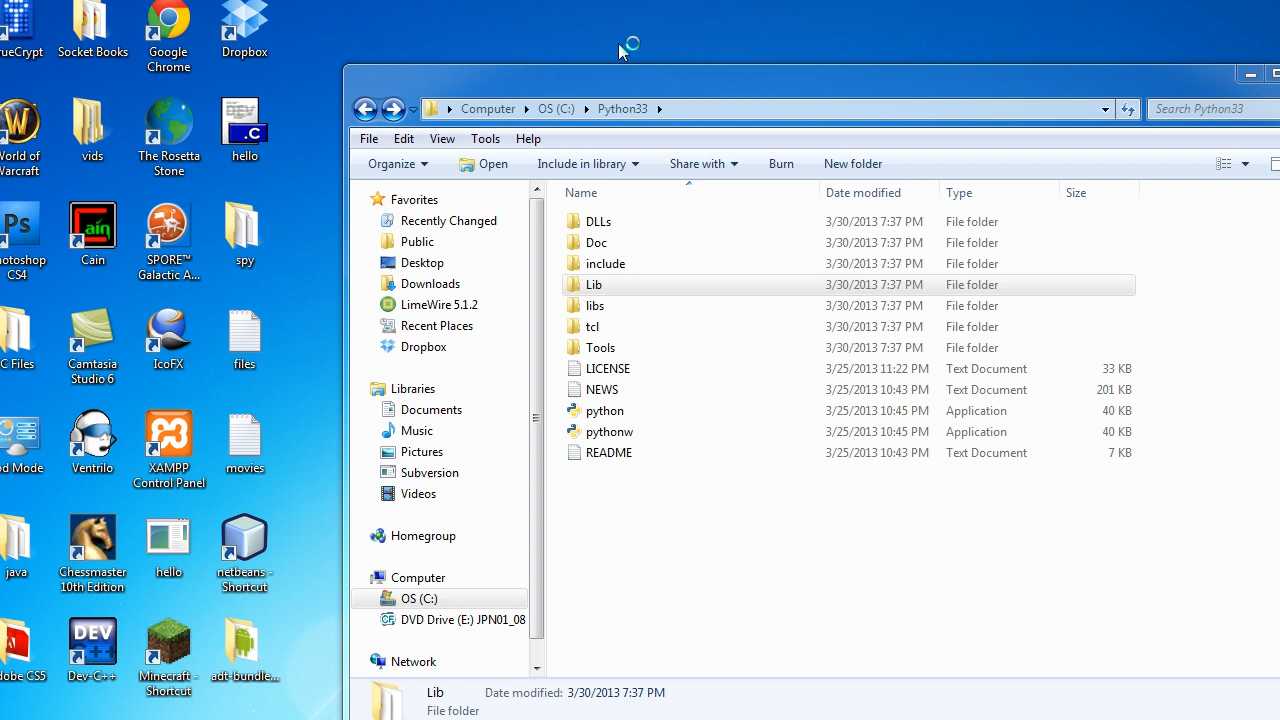 rueCrypt
Socket Books
Google
Chrome
Dropbox
World of
Warcraft
vids
The Rosetta
Stone
DEV
.C
hello
Ps
hotoshop
CS4
ain
Cain
SPORE™
Galactic A...
spy
C Files
Camtasia
Studio 6
IcoFX
files
od Mode
Ventrilo
XAMPP
Control Panel
movies
java
Chessmaster
10th Edition
hello
netbeans -
Shortcut
dobe CS5
DEV
C++
Dev-C++
Minecraft -
Shortcut
adt-bundle...
Computer
OS (C:)
Python33
Search Python33
File Edit View Tools Help
Organize Open Include in library Share with Burn New folder
Favorites
Recently Changed
Public
Desktop
Downloads
LimeWire 5.1.2
Recent Places
Dropbox
Libraries
Documents
Music
Pictures
Subversion
Videos
Homegroup
Computer
OS (C:)
DVD Drive (E:) JPN01_08
Network
Name Date modified Type Size
DLLs 3/30/2013 7:37 PM File folder
Doc 3/30/2013 7:37 PM File folder
include 3/30/2013 7:37 PM File folder
Lib 3/30/2013 7:37 PM File folder
libs 3/30/2013 7:37 PM File folder
tcl 3/30/2013 7:37 PM File folder
Tools 3/30/2013 7:37 PM File folder
LICENSE 3/25/2013 11:22 PM Text Document 33 KB
NEWS 3/25/2013 10:43 PM Text Document 201 KB
python 3/25/2013 10:45 PM Application 40 KB
pythonw 3/25/2013 10:45 PM Application 40 KB
README 3/25/2013 10:43 PM Text Document 7 KB
Lib Date modified: 3/30/2013 7:37 PM
File folder